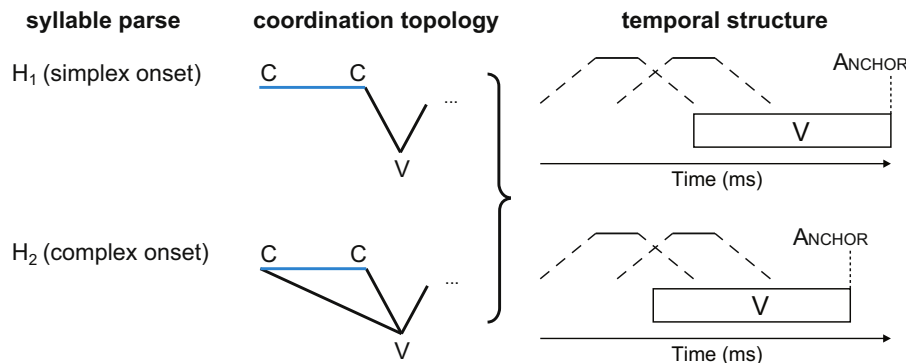 syllable parse coordination topology temporal structure
H₁ (simplex onset)
C C
...
V
ANCHOR
V
Time (ms)
H₂ (complex onset)
C C
...
V
ANCHOR
V
Time (ms)